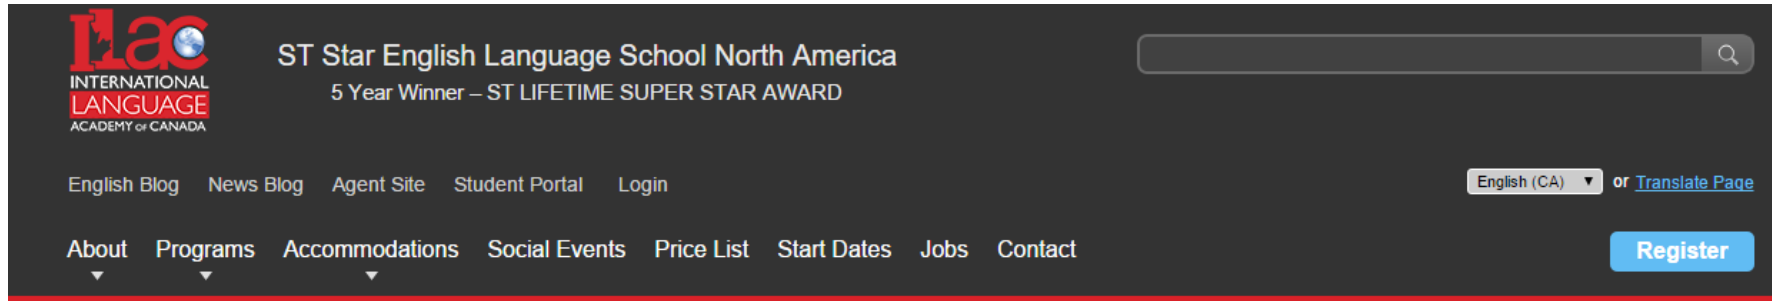 ILac
INTERNATIONAL
LANGUAGE
ACADEMY OF CANADA
ST Star English Language School North America
5 Year Winner – ST LIFETIME SUPER STAR AWARD
English Blog News Blog Agent Site Student Portal Login
English (CA) or Translate Page
About Programs Accommodations Social Events Price List Start Dates Jobs Contact
Register